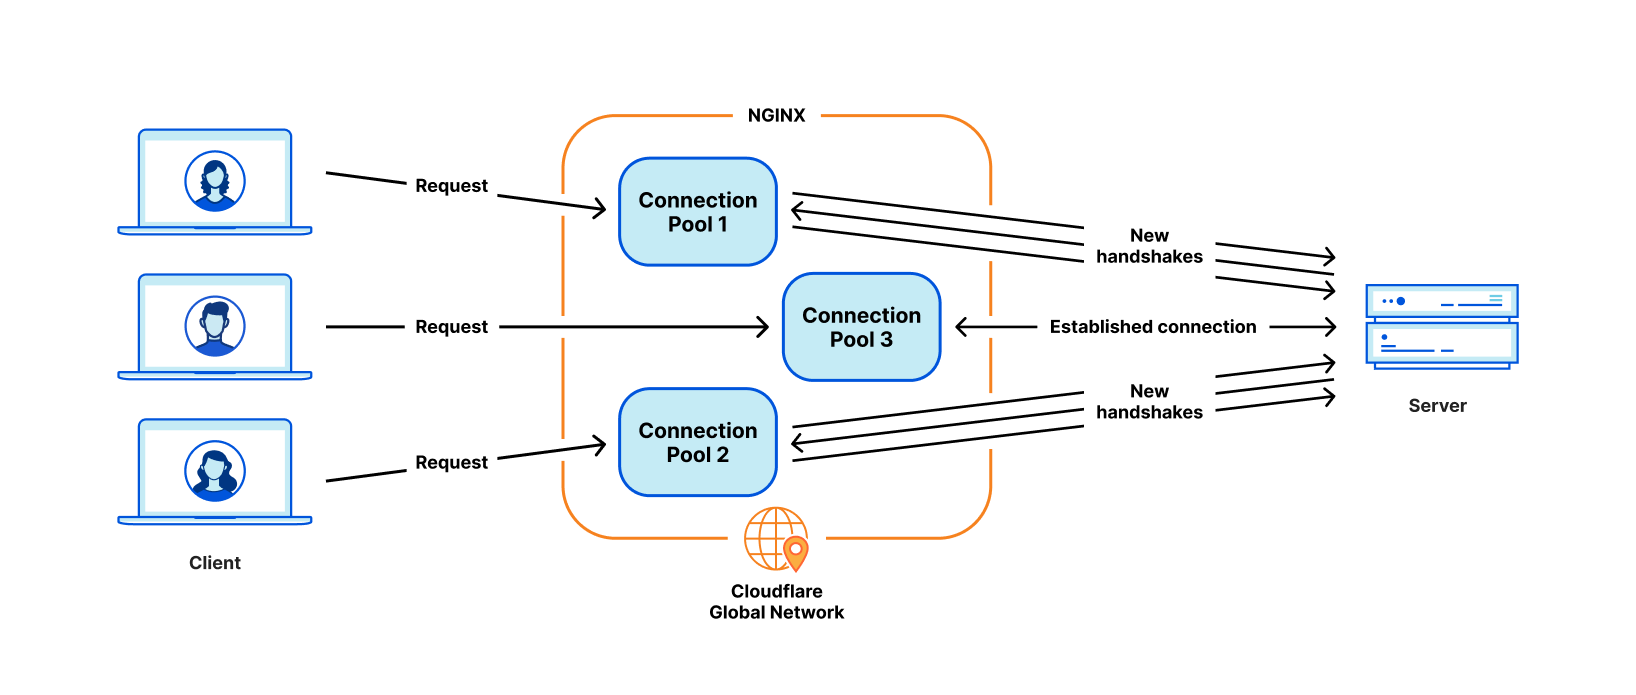 NGINX
Request
Connection
Pool 1
New
handshakes
Request
Connection
Pool 3
Established connection
Request
Connection
Pool 2
New
handshakes
Server
Client
Cloudflare
Global Network